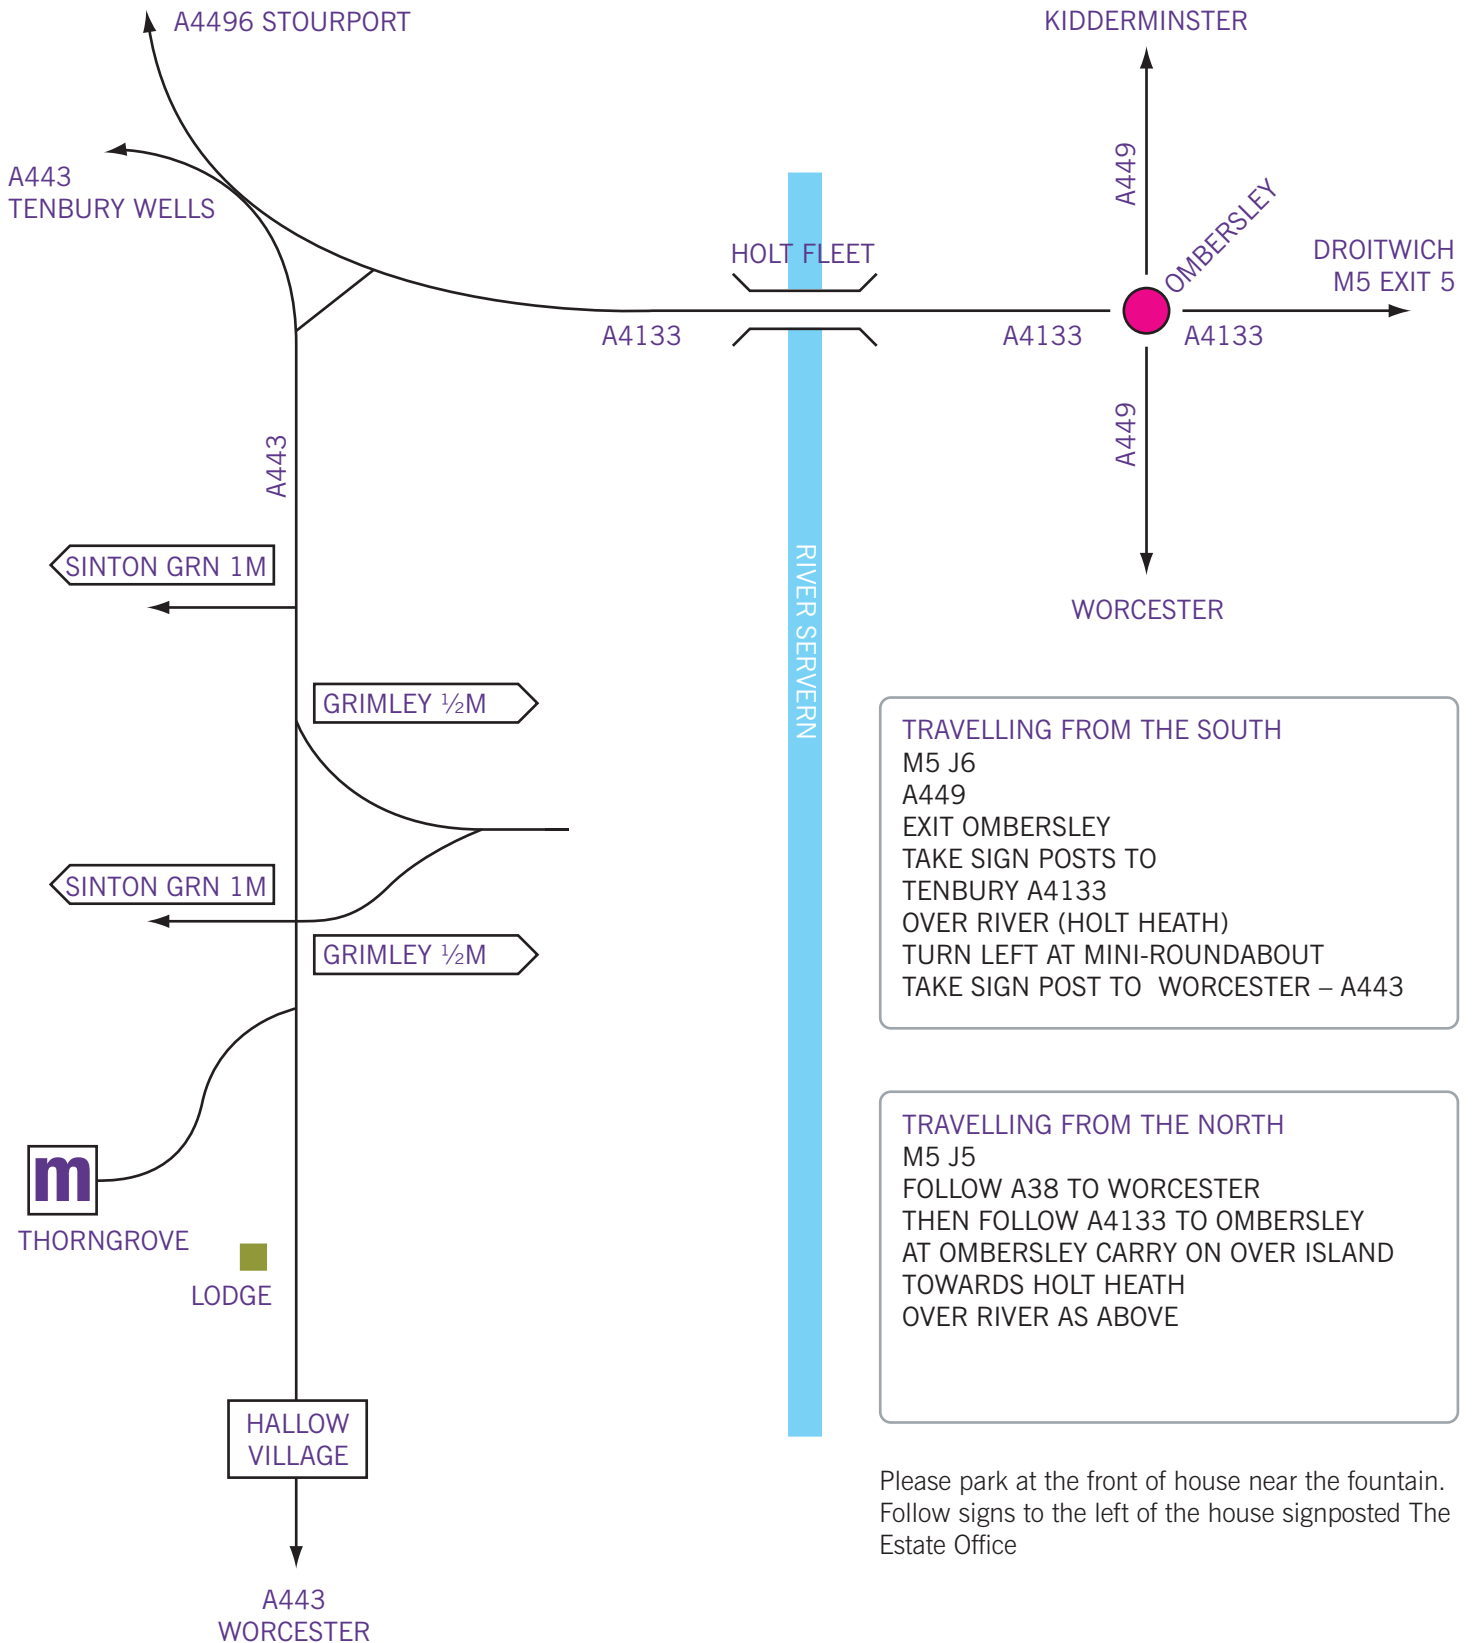 A4496 STOURPORT
KIDDERMINSTER
A443
TENBURY WELLS
A449
OMBERSLEY
HOLT FLEET
DROITWICH
M5 EXIT 5
A4133
A4133
A4133
A449
A443
WORCESTER
SINTON GRN 1M
RIVER SERVERN
GRIMLEY ½M
SINTON GRN 1M
GRIMLEY ½M
m
THORNGROVE
LODGE
HALLOW
VILLAGE
A443
WORCESTER
TRAVELLING FROM THE SOUTH
M5 J6
A449
EXIT OMBERSLEY
TAKE SIGN POSTS TO
TENBURY A4133
OVER RIVER (HOLT HEATH)
TURN LEFT AT MINI-ROUNDABOUT
TAKE SIGN POST TO  WORCESTER – A443
TRAVELLING FROM THE NORTH
M5 J5
FOLLOW A38 TO WORCESTER
THEN FOLLOW A4133 TO OMBERSLEY
AT OMBERSLEY CARRY ON OVER ISLAND
TOWARDS HOLT HEATH
OVER RIVER AS ABOVE
Please park at the front of house near the fountain.
Follow signs to the left of the house signposted The
Estate Office